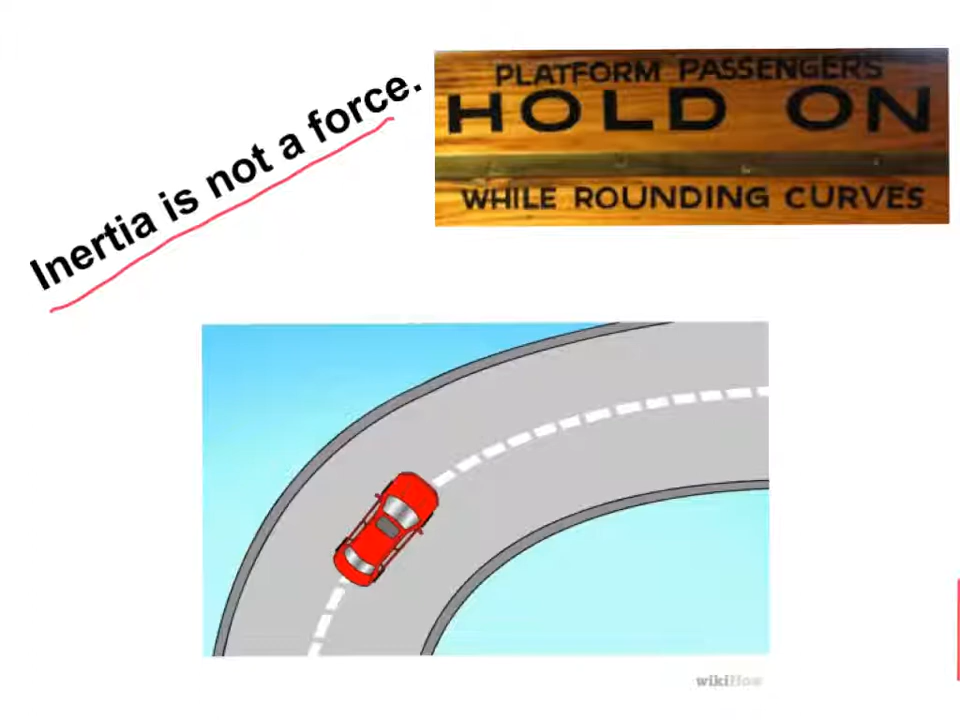 Inertia is not a force.
PLATFORM PASSENGERS
HOLD ON
WHILE ROUNDING CURVES
wikiHow